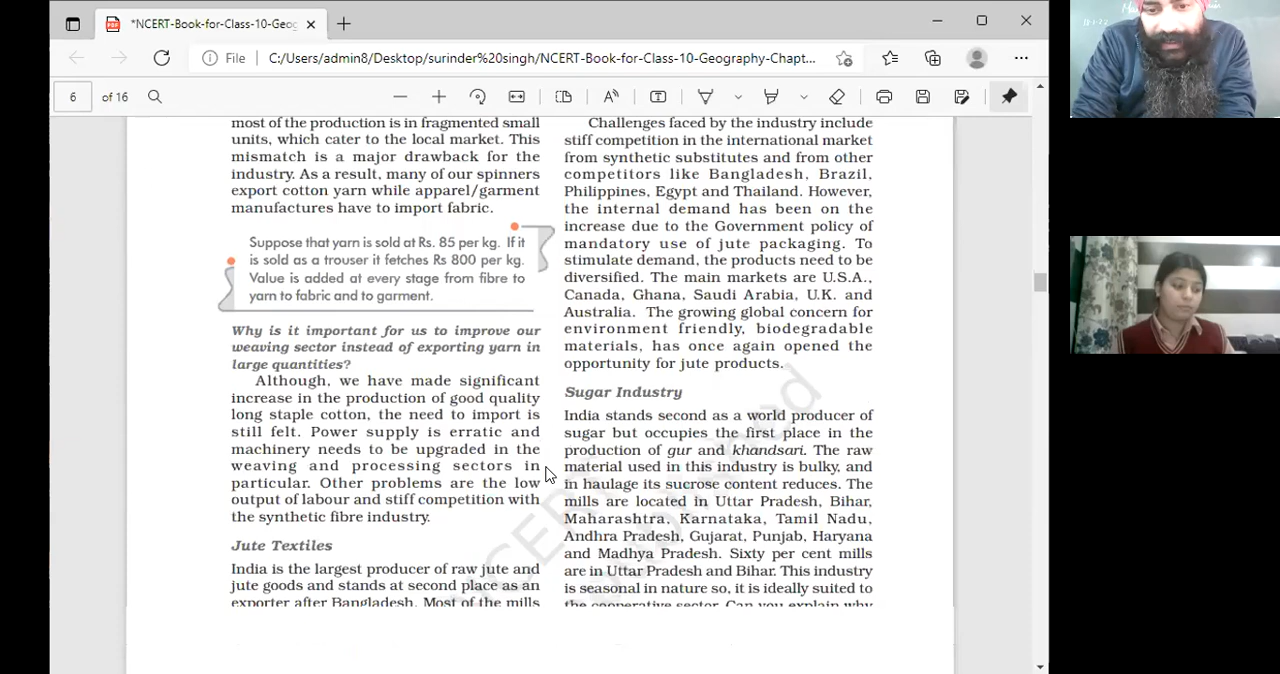 *NCERT-Book-for-Class-10-Geog
File
C:/Users/admin8/Desktop/surinder%20singh/NCERT-Book-for-Class-10-Geography-Chapt...
6
of 16
most of the production is in fragmented small
units, which cater to the local market. This
mismatch is a major drawback for the
industry. As a result, many of our spinners
export cotton yarn while apparel/garment
manufactures have to import fabric.
Suppose that yarn is sold at Rs. 85 per kg. If it
is sold as a trouser it fetches Rs 800 per kg.
Value is added at every stage from fibre to
yarn to fabric and to garment.
Why is it important for us to improve our
weaving sector instead of exporting yarn in
large quantities?
Although, we have made significant
increase in the production of good quality
long staple cotton, the need to import is
still felt. Power supply is erratic and
machinery needs to be upgraded in the
weaving and processing sectors in
particular. Other problems are the low
output of labour and stiff competition with
the synthetic fibre industry.
Jute Textiles
India is the largest producer of raw jute and
jute goods and stands at second place as an
exporter after Bangladesh. Most of the mills
Challenges faced by the industry include
stiff competition in the international market
from synthetic substitutes and from other
competitors like Bangladesh, Brazil,
Philippines, Egypt and Thailand. However,
the internal demand has been on the
increase due to the Government policy of
mandatory use of jute packaging. To
stimulate demand, the products need to be
diversified. The main markets are U.S.A.,
Canada, Ghana, Saudi Arabia, U.K. and
Australia. The growing global concern for
environment friendly, biodegradable
materials, has once again opened the
opportunity for jute products.
Sugar Industry
India stands second as a world producer of
sugar but occupies the first place in the
production of gur and khandsari. The raw
material used in this industry is bulky, and
in haulage its sucrose content reduces. The
mills are located in Uttar Pradesh, Bihar,
Maharashtra, Karnataka, Tamil Nadu,
Andhra Pradesh, Gujarat, Punjab, Haryana
and Madhya Pradesh. Sixty per cent mills
are in Uttar Pradesh and Bihar. This industry
is seasonal in nature so, it is ideally suited to
the cooperative sector. Can you explain why